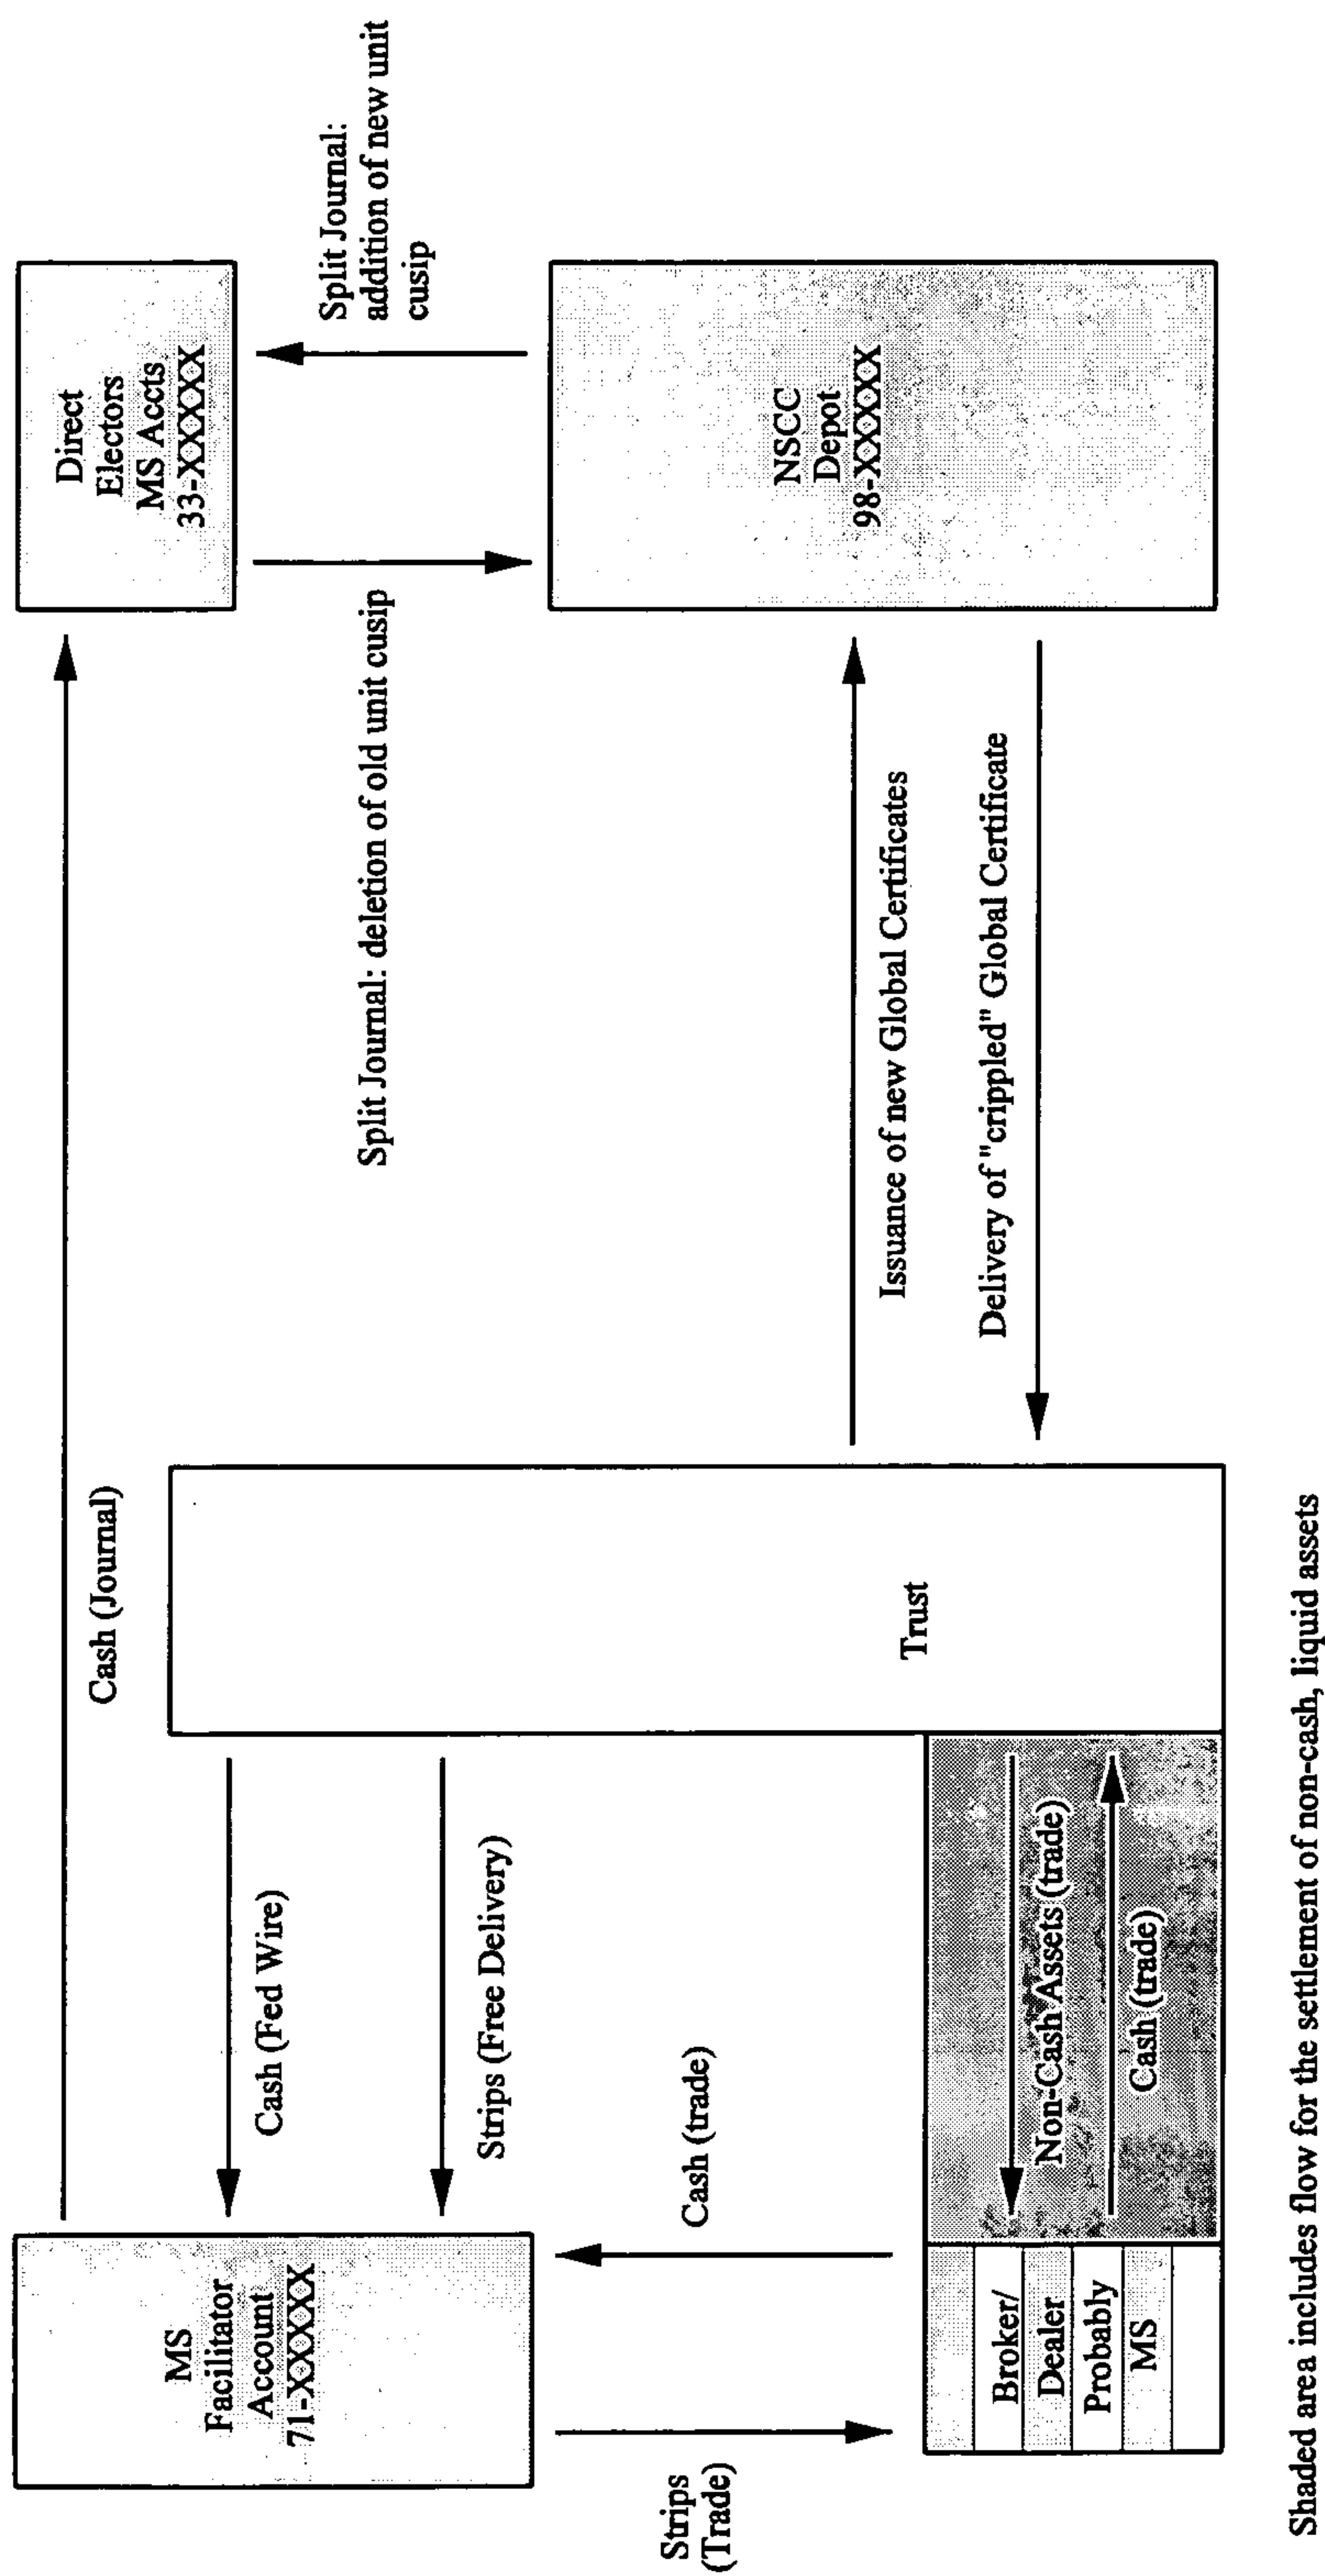 MS
Facilitator
Account
71-XXXXX
Cash (Journal)
Direct
Electors
MS Accts
33-XXXXX
Cash (Fed Wire)
Strips (Free Delivery)
Strips
(Trade)
Cash (trade)
Split Journal: deletion of old unit cusip
Split Journal:
addition of new unit
cusip
Broker/
Dealer
Probably
MS
Non-Cash Assets (trade)
Cash (trade)
Trust
Issuance of new Global Certificates
Delivery of "crippled" Global Certificate
NSCC
Depot
98-XXXXX
Shaded area includes flow for the settlement of non-cash, liquid assets